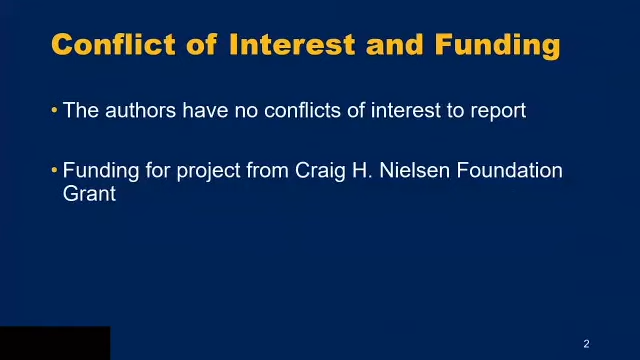 Conflict of Interest and Funding
• The authors have no conflicts of interest to report
• Funding for project from Craig H. Nielsen Foundation
Grant
2